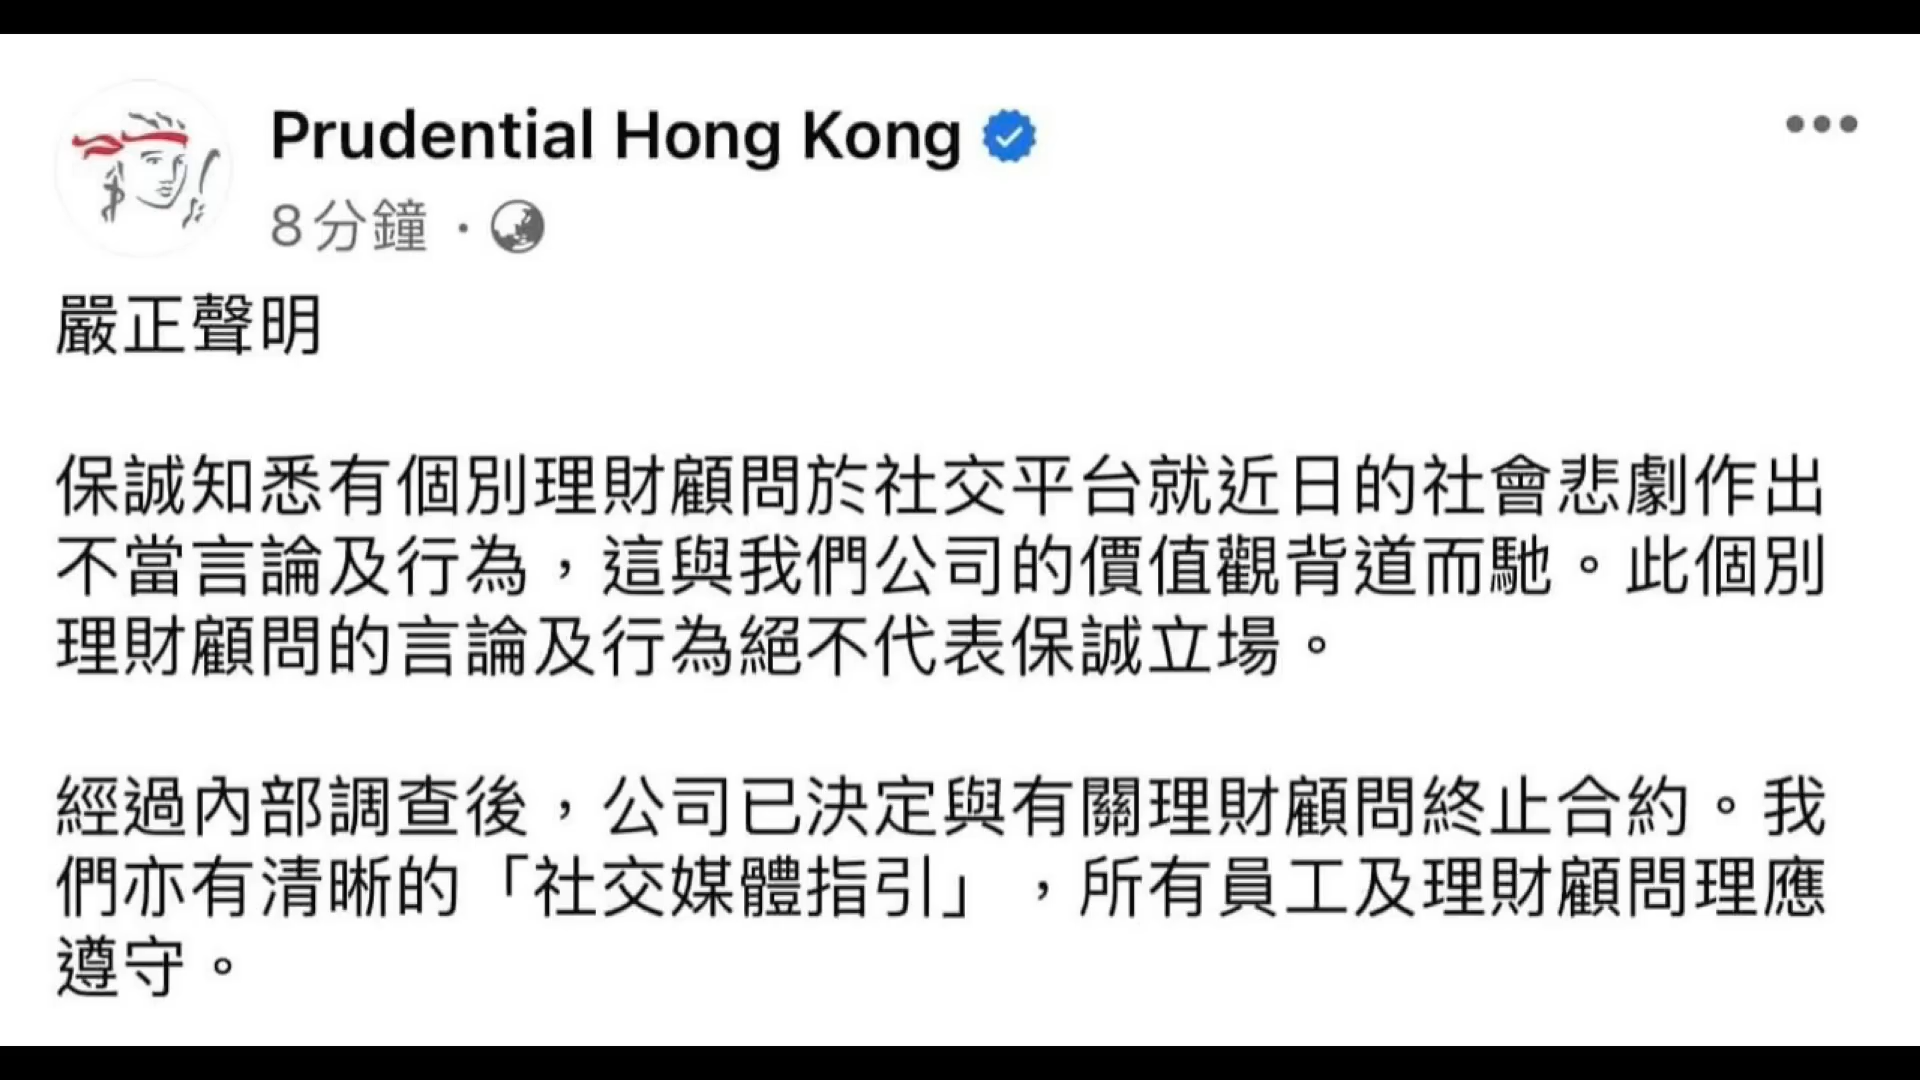 Prudential Hong Kong
8分鐘 ·
嚴正聲明
保誠知悉有個別理財顧問於社交平台就近日的社會悲劇作出
不當言論及行為，這與我們公司的價值觀背道而馳。此個別
理財顧問的言論及行為絕不代表保誠立場。
經過內部調查後，公司已決定與有關理財顧問終止合約。我
們亦有清晰的「社交媒體指引」，所有員工及理財顧問理應
遵守。